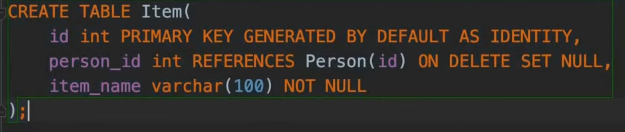 CREATE TABLE Item(
    id int PRIMARY KEY GENERATED BY DEFAULT AS IDENTITY,
    person_id int REFERENCES Person(id) ON DELETE SET NULL,
    item_name varchar(100) NOT NULL
);